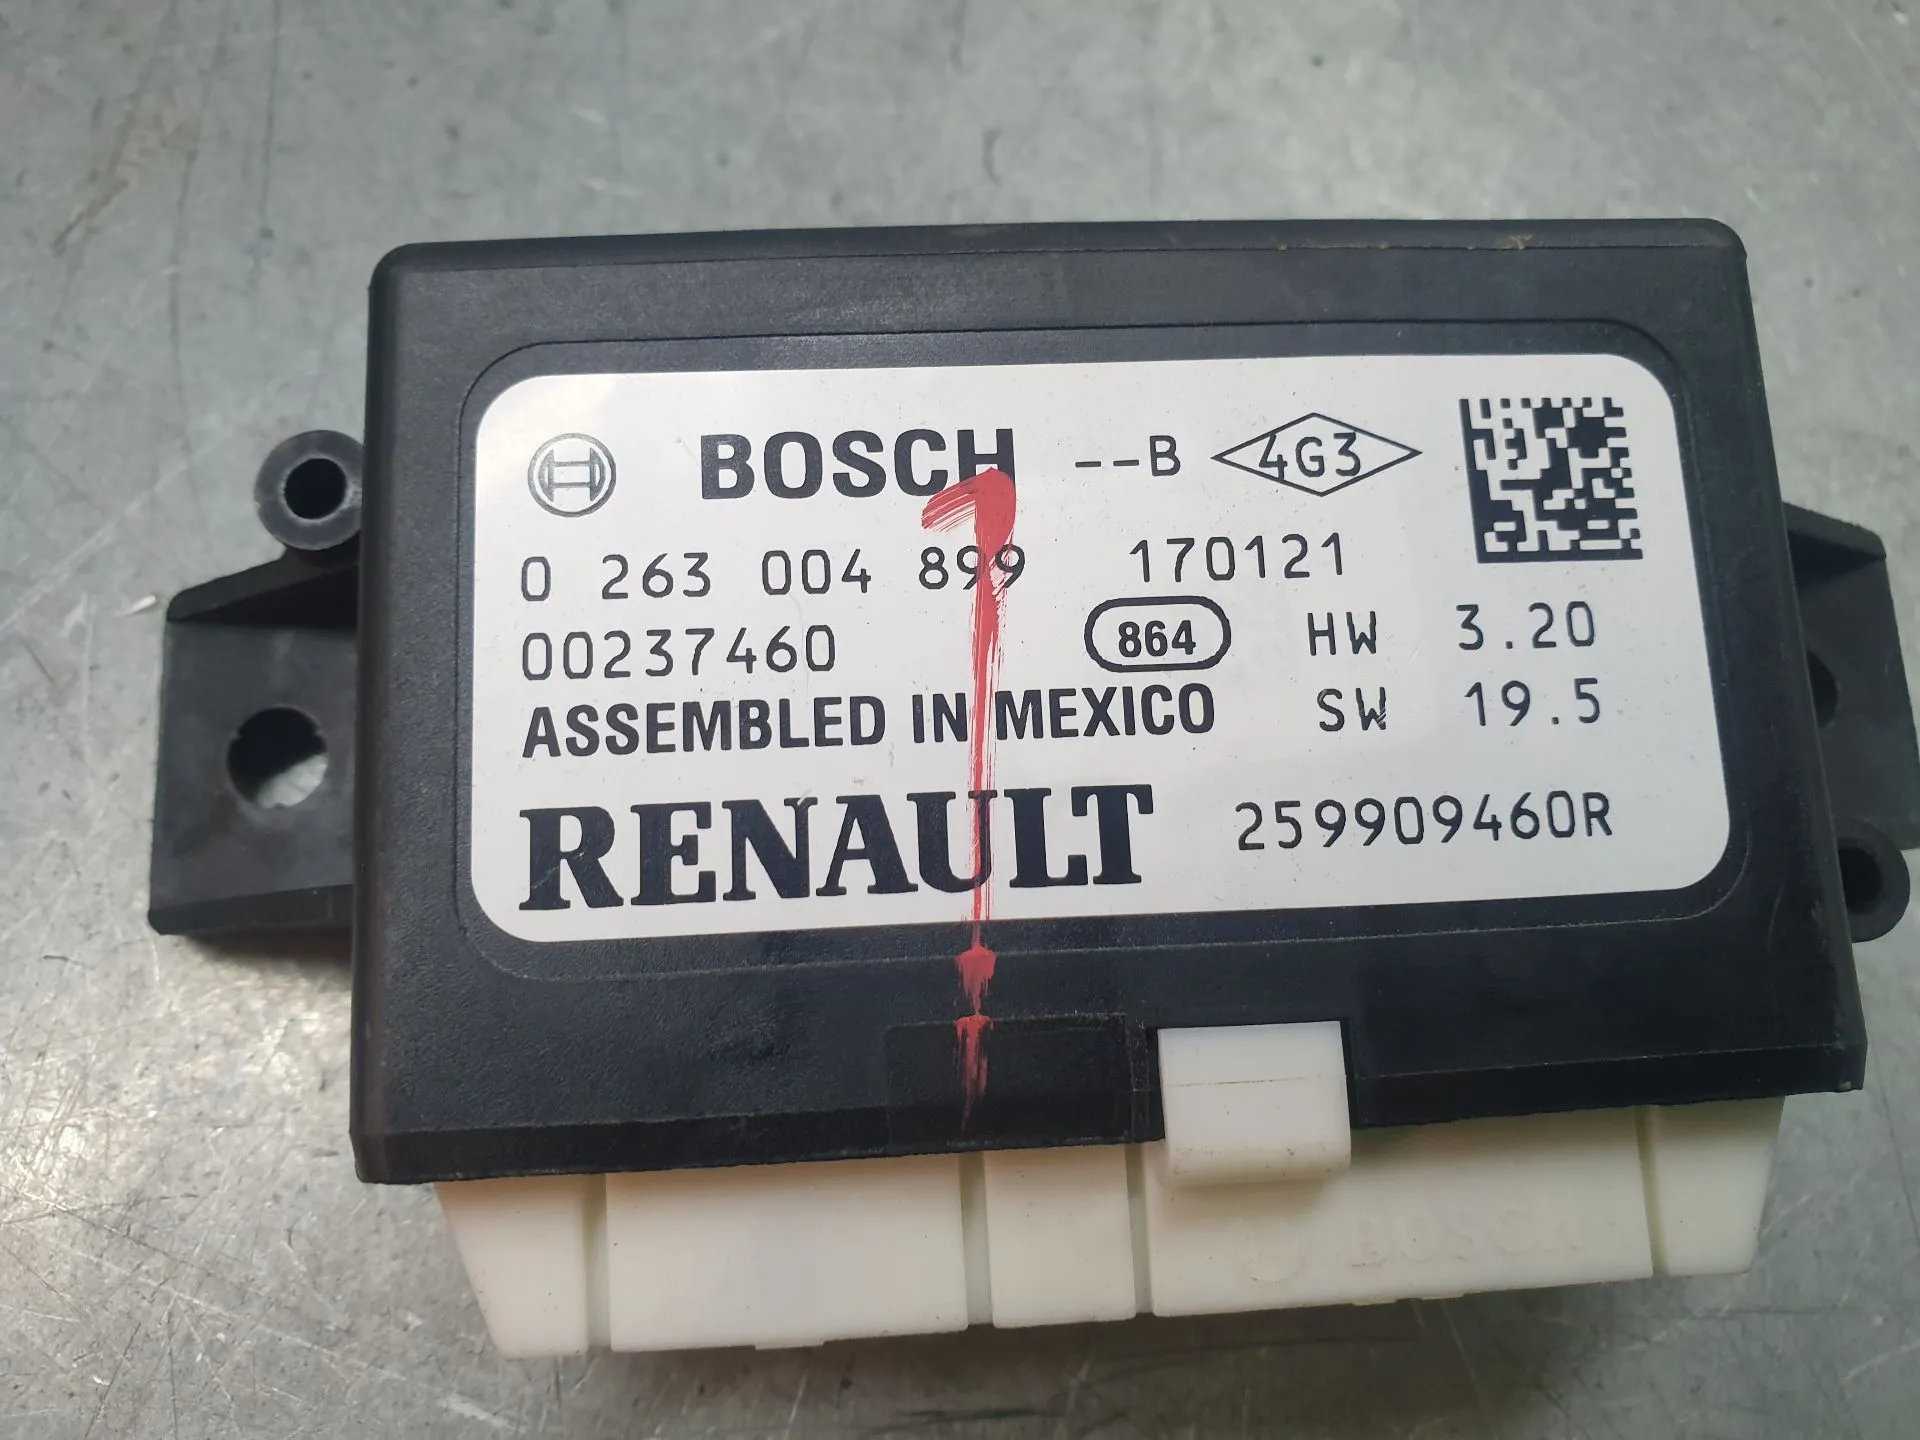 BOSCH --B 4G3
0 263 004 899 170121
00237460 864 HW 3.20
ASSEMBLED IN MEXICO SW 19.5
RENAULT 259909460R
BOSCH